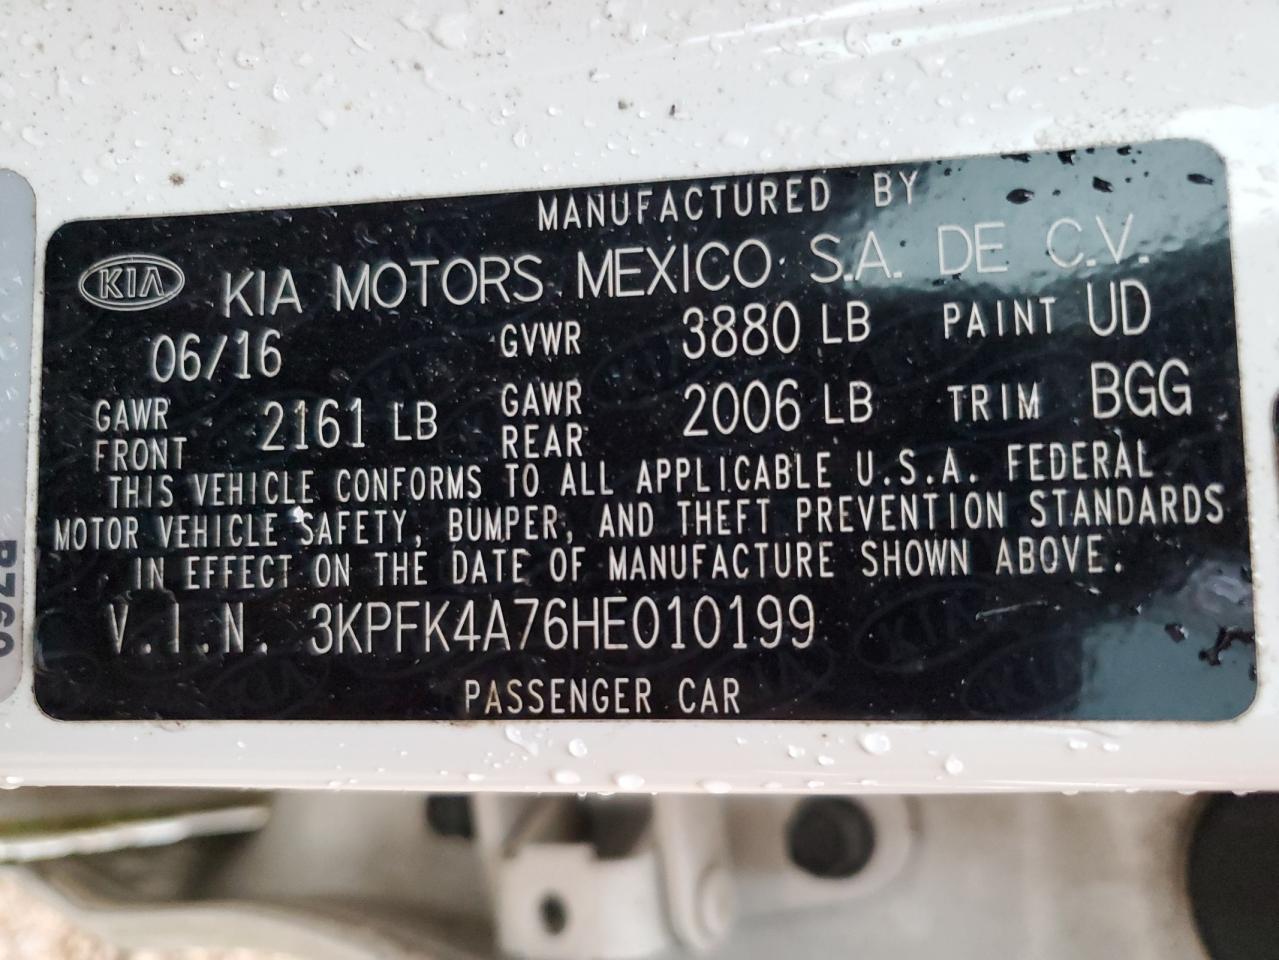 MANUFACTURED BY
KIA KIA MOTORS MEXICO S.A. DE C.V.
06/16 GVWR 3880 LB PAINT UD
GAWR FRONT 2161 LB GAWR REAR 2006 LB TRIM BGG
THIS VEHICLE CONFORMS TO ALL APPLICABLE U.S.A. FEDERAL
MOTOR VEHICLE SAFETY, BUMPER, AND THEFT PREVENTION STANDARDS
IN EFFECT ON THE DATE OF MANUFACTURE SHOWN ABOVE.
V.I.N. 3KPFK4A76HE010199
PASSENGER CAR